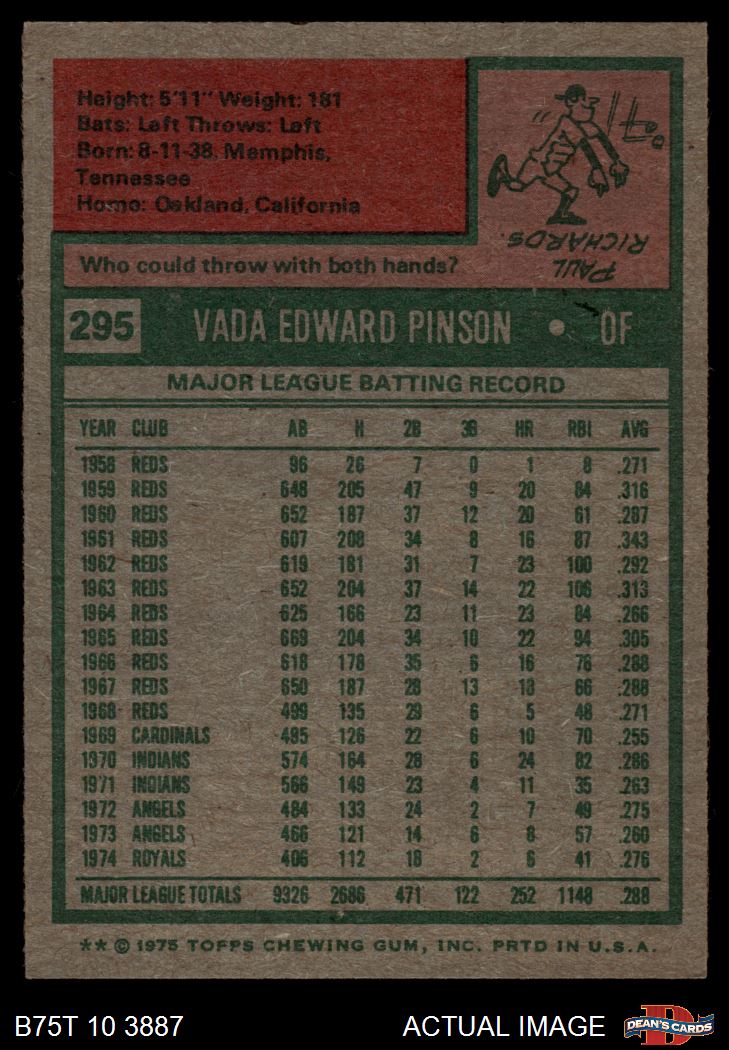 Height: 5'11" Weight: 181
Bats: Left Throws: Left
Born: 8-11-38, Memphis,
Tennessee
Home: Oakland, California
PAUL
RICHARDS.
Who could throw with both hands?
295 VADA EDWARD PINSON • OF
MAJOR LEAGUE BATTING RECORD
YEAR CLUB AB H 2B 3B HR RBI AVG
1958 REDS 96 26 7 0 1 8 .271
1959 REDS 648 205 47 9 20 84 .316
1960 REDS 652 187 37 12 20 61 .287
1961 REDS 607 208 34 8 16 87 .343
1962 REDS 619 181 31 7 23 100 .292
1963 REDS 652 204 37 14 22 106 .313
1964 REDS 625 166 23 11 23 84 .266
1965 REDS 669 204 34 10 22 94 .305
1966 REDS 618 178 35 6 16 76 .288
1967 REDS 650 187 28 13 18 66 .288
1968 REDS 499 135 29 6 5 48 .271
1969 CARDINALS 495 126 22 6 10 70 .255
1970 INDIANS 574 164 28 6 24 82 .286
1971 INDIANS 566 149 23 4 11 35 .263
1972 ANGELS 484 133 24 2 7 49 .275
1973 ANGELS 466 121 14 6 8 57 .260
1974 ROYALS 406 112 18 2 6 41 .276
MAJOR LEAGUE TOTALS 9326 2686 471 122 252 1148 .288
** © 1975 TOPPS CHEWING GUM, INC. PRTD IN U.S.A.
B75T 10 3887 ACTUAL IMAGE D DEAN'S CARDS